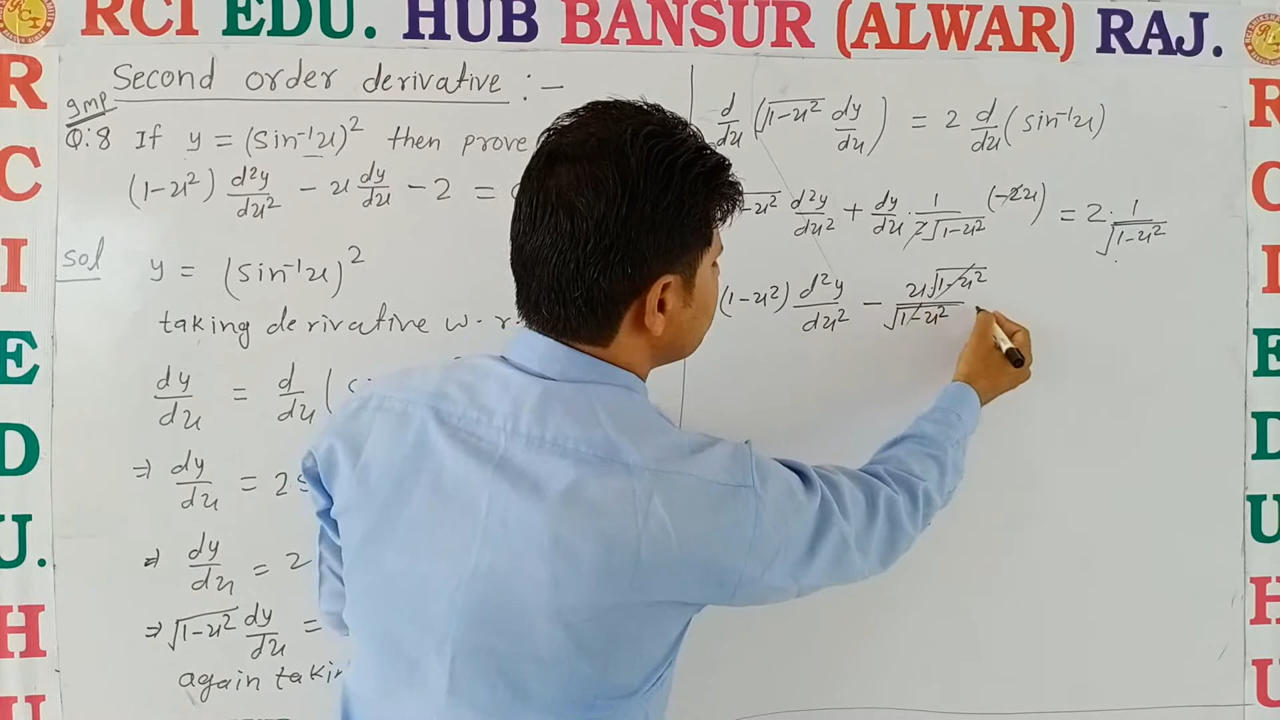 RCI EDU. HUB BANSUR (ALWAR) RAJ.
R
C
I
E
D
U.
H
U
Second order derivative :-
Imp
Q:8 If y = (sin⁻¹x)² then prove
(1-x²) d²y/dx² - x dy/dx - 2 =
Sol y = (sin⁻¹x)²
taking derivative w.r.
dy/dx = d/dx (
⇒ dy/dx = 2
⇒ dy/dx = 2
⇒ √1-x² dy/dx =
again takin
d/dx (√1-x² dy/dx) = 2 d/dx (sin⁻¹x)
-x² d²y/dx² + dy/dx · 1/2√1-x² (-2x) = 2 · 1/√1-x²
(1-x²) d²y/dx² - x√1-x²/√1-x²
R
C
I
E
D
U
H
U